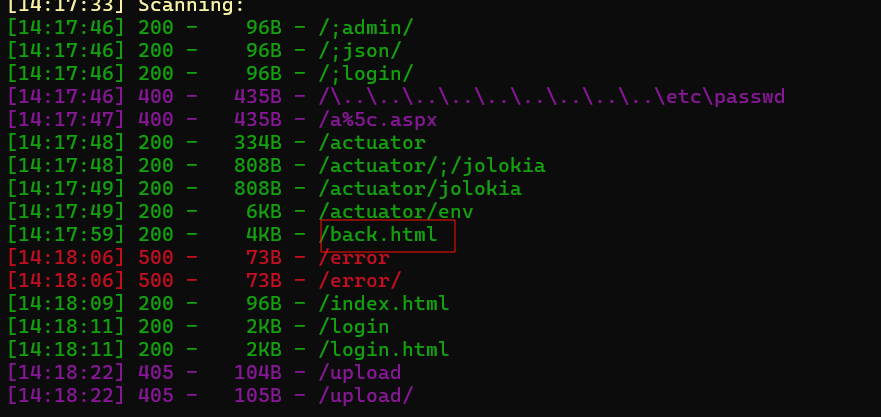 [14:17:33] Scanning:
[14:17:46] 200 -    96B - /;admin/
[14:17:46] 200 -    96B - /;json/
[14:17:46] 200 -    96B - /;login/
[14:17:46] 400 -   435B - /\..\..\..\..\..\..\..\..\..\etc\passwd
[14:17:47] 400 -   435B - /a%5c.aspx
[14:17:48] 200 -   334B - /actuator
[14:17:48] 200 -   808B - /actuator/;/jolokia
[14:17:49] 200 -   808B - /actuator/jolokia
[14:17:49] 200 -    6KB - /actuator/env
[14:17:59] 200 -    4KB - /back.html
[14:18:06] 500 -    73B - /error
[14:18:06] 500 -    73B - /error/
[14:18:09] 200 -    96B - /index.html
[14:18:11] 200 -    2KB - /login
[14:18:11] 200 -    2KB - /login.html
[14:18:22] 405 -   104B - /upload
[14:18:22] 405 -   105B - /upload/